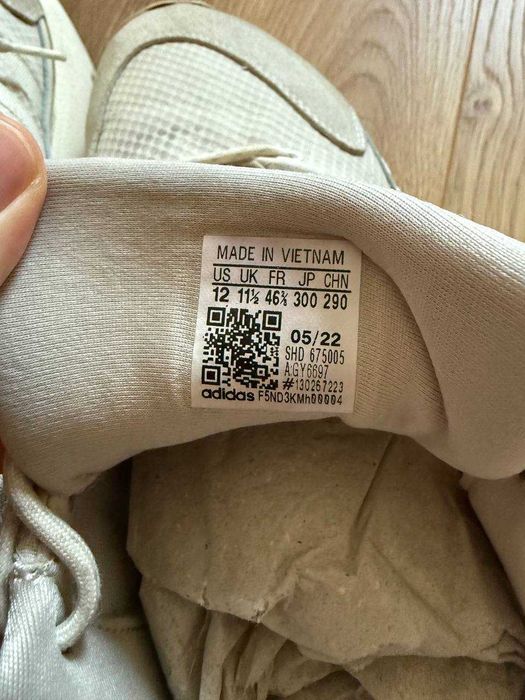 MADE IN VIETNAM
US UK FR JP CHN
12 11½ 46⅔ 300 290
05/22
SHD 675005
A:GY6697
#130267223
adidas F5ND3KMh00004